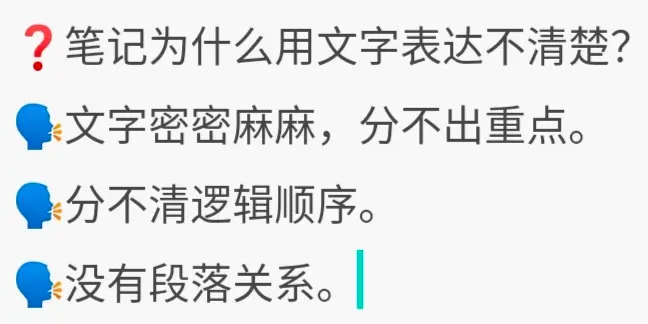 ❓笔记为什么用文字表达不清楚？
🗣文字密密麻麻，分不出重点。
🗣分不清逻辑顺序。
🗣没有段落关系。